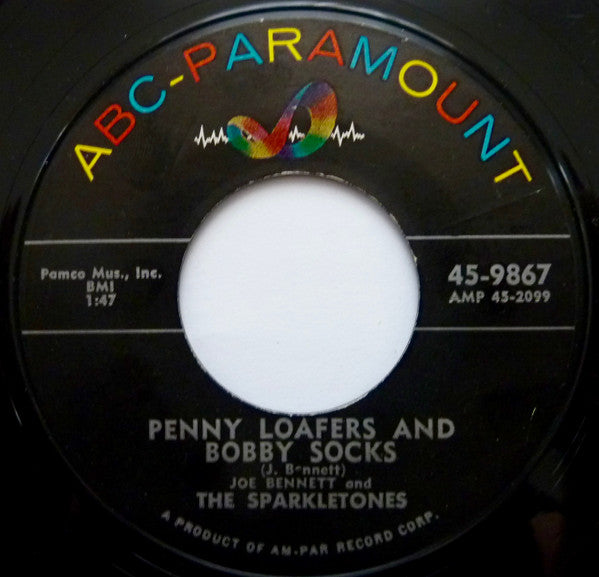 ABC-PARAMOUNT
Pamco Mus., Inc.
BMI
1:47
45-9867
AMP 45-2099
PENNY LOAFERS AND
BOBBY SOCKS
(J. Bennett)
JOE BENNETT and
THE SPARKLETONES
A PRODUCT OF AM-PAR RECORD CORP.